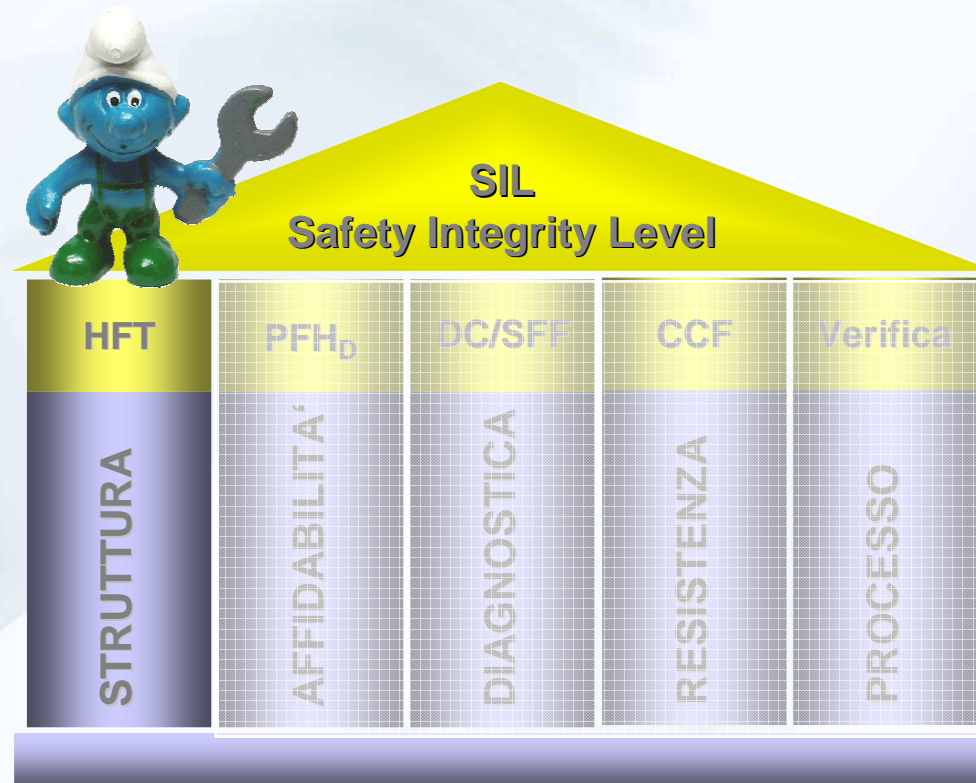 SIL
Safety Integrity Level
HFT
PFHD
DC/SFF
CCF
Verifica
STRUTTURA
AFFIDABILITA‘
DIAGNOSTICA
RESISTENZA
PROCESSO